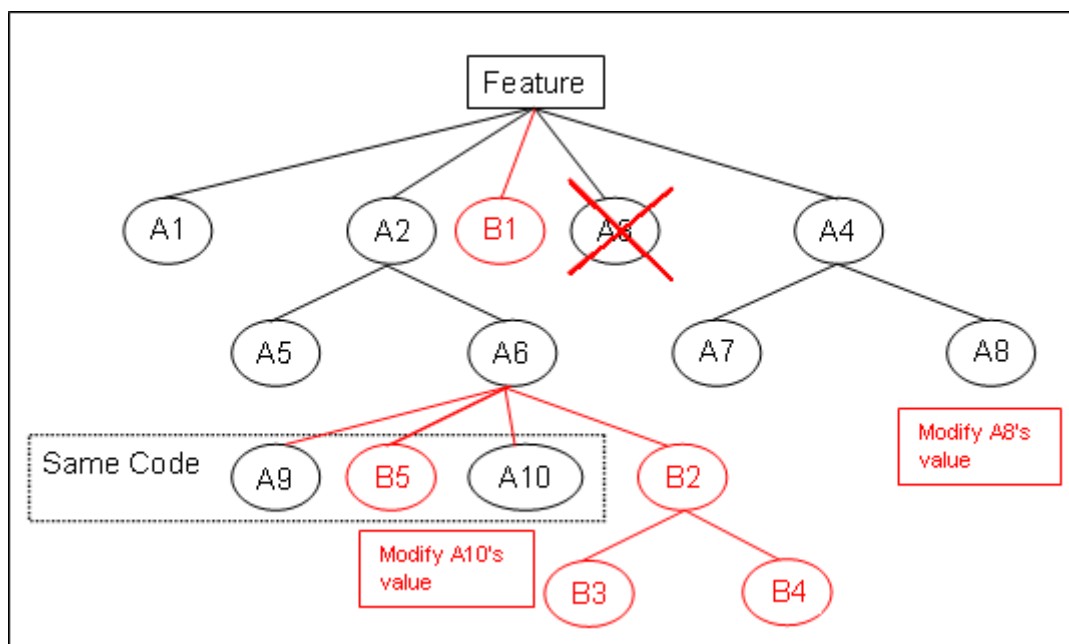 Feature
A1
A2
B1
A3
A4
A5
A6
A7
A8
Modify A8's
value
Same Code
A9
B5
A10
B2
Modify A10's
value
B3
B4